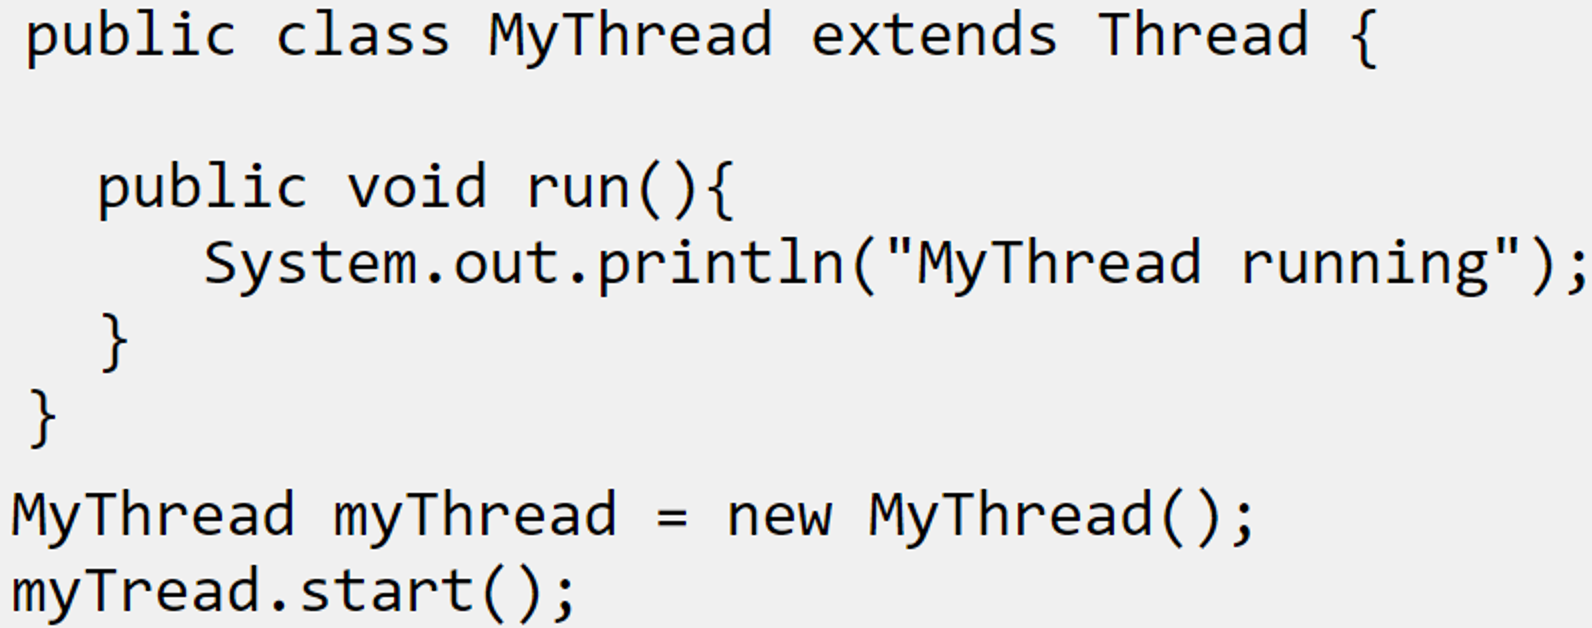 public class MyThread extends Thread {
public void run(){
System.out.println("MyThread running");
}
}
MyThread myThread = new MyThread();
myTread.start();